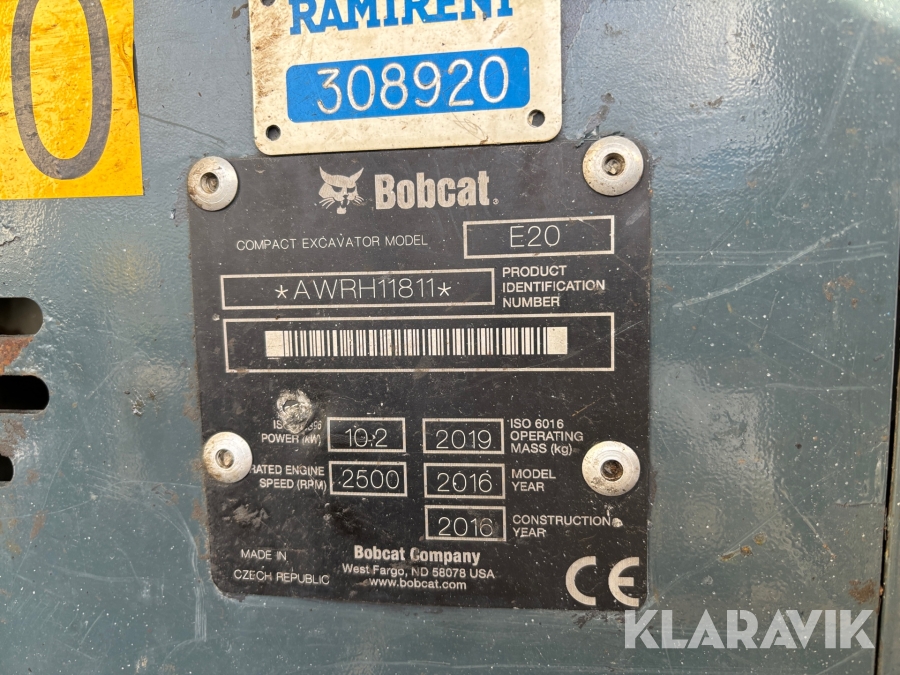 RAMIRENT
308920
0
Bobcat
COMPACT EXCAVATOR MODEL E20
*AWRH11811* PRODUCT IDENTIFICATION NUMBER
POWER (kW) 10.2 2019 ISO 6016 OPERATING MASS (kg)
RATED ENGINE SPEED (RPM) 2500 2016 MODEL YEAR
2016 CONSTRUCTION YEAR
MADE IN CZECH REPUBLIC
Bobcat Company
West Fargo, ND 58078 USA
www.bobcat.com
CE
KLARAVIK